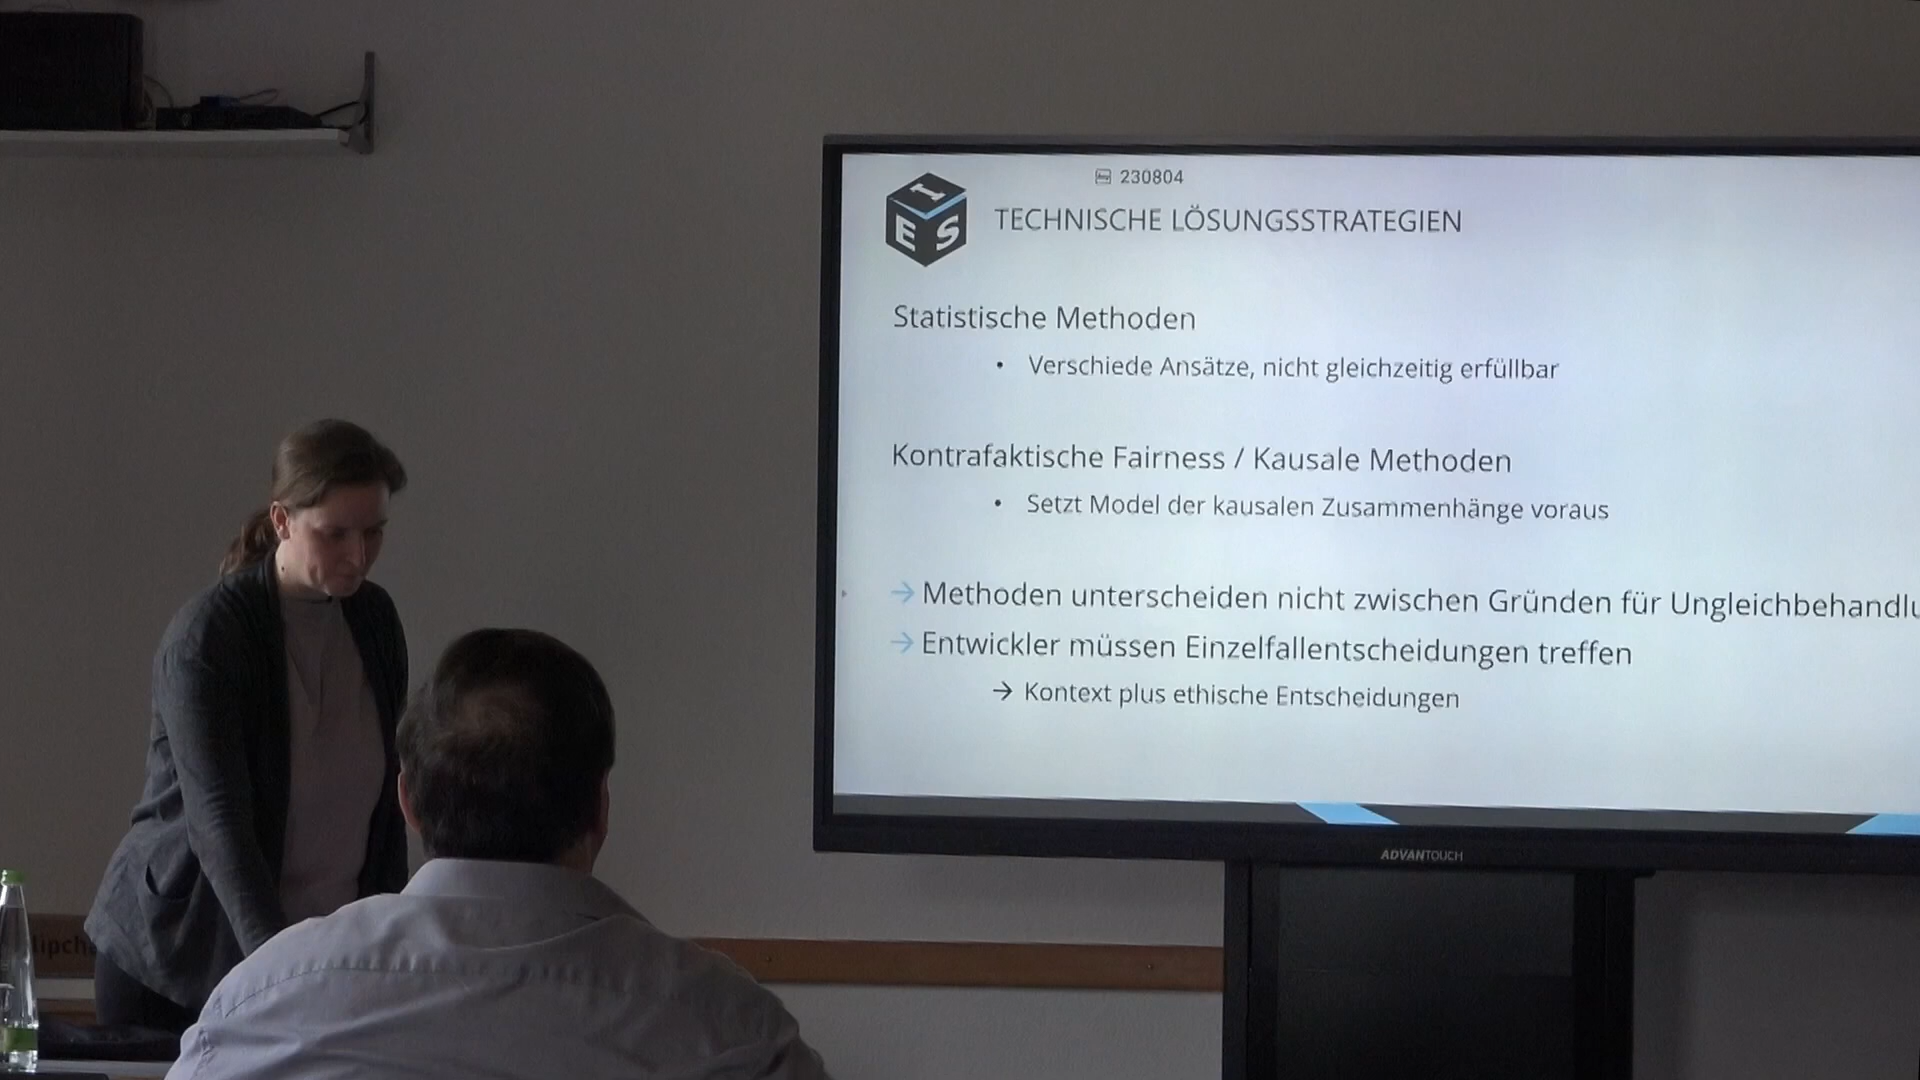 230804
I
E S
TECHNISCHE LÖSUNGSSTRATEGIEN
Statistische Methoden
• Verschiede Ansätze, nicht gleichzeitig erfüllbar
Kontrafaktische Fairness / Kausale Methoden
• Setzt Model der kausalen Zusammenhänge voraus
→ Methoden unterscheiden nicht zwischen Gründen für Ungleichbehandlu
→ Entwickler müssen Einzelfallentscheidungen treffen
→ Kontext plus ethische Entscheidungen
ADVANTOUCH